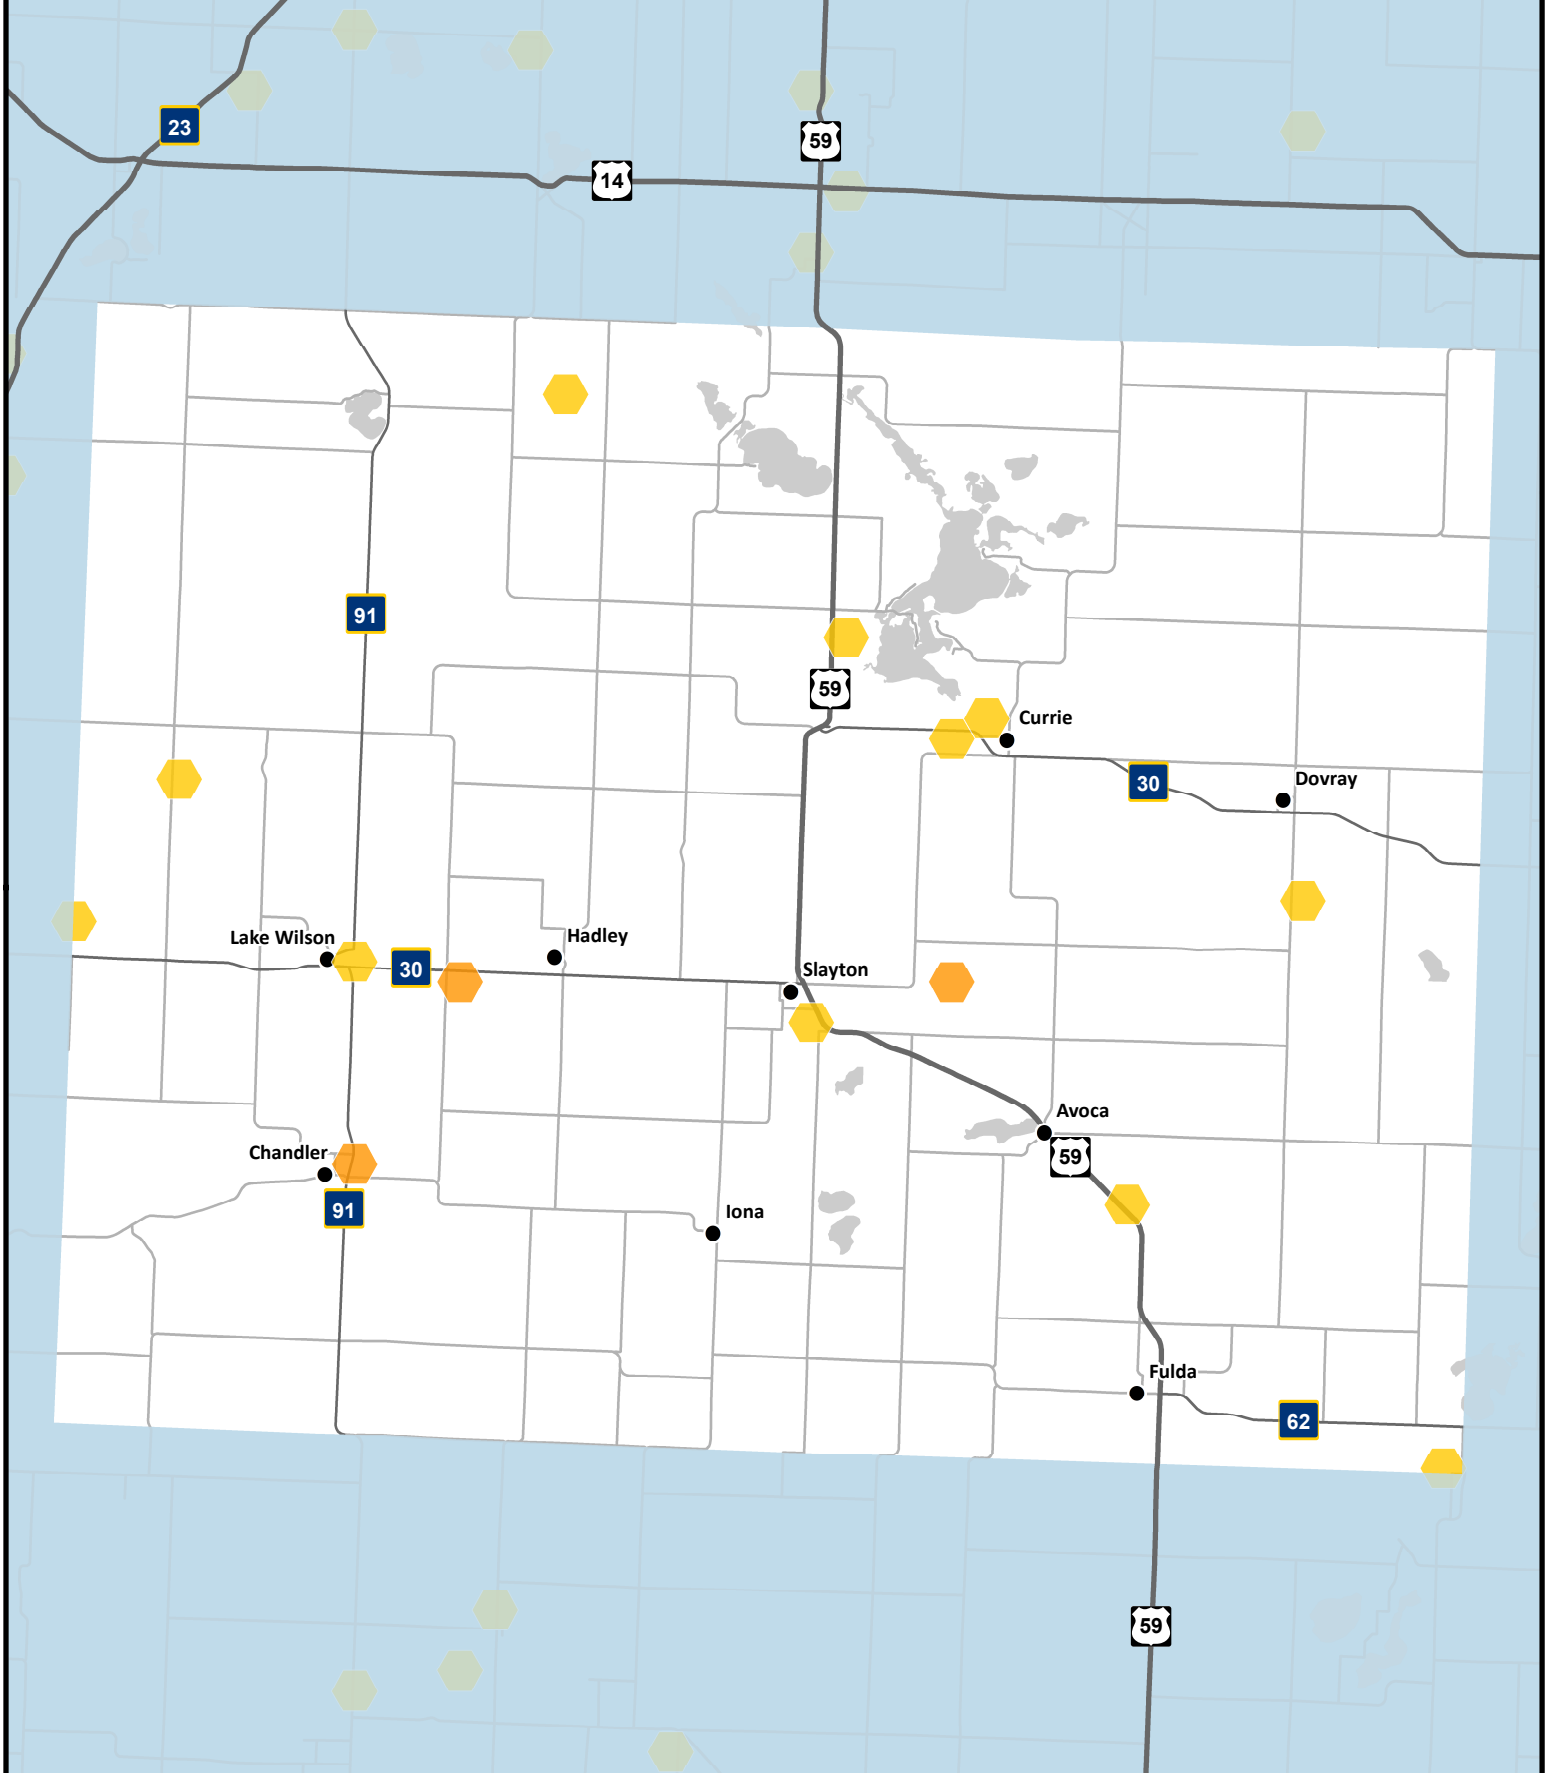 23
59
14
91
59
Currie
30
Dovray
Lake Wilson
Hadley
30
Slayton
Avoca
59
Chandler
91
Iona
Fulda
62
59